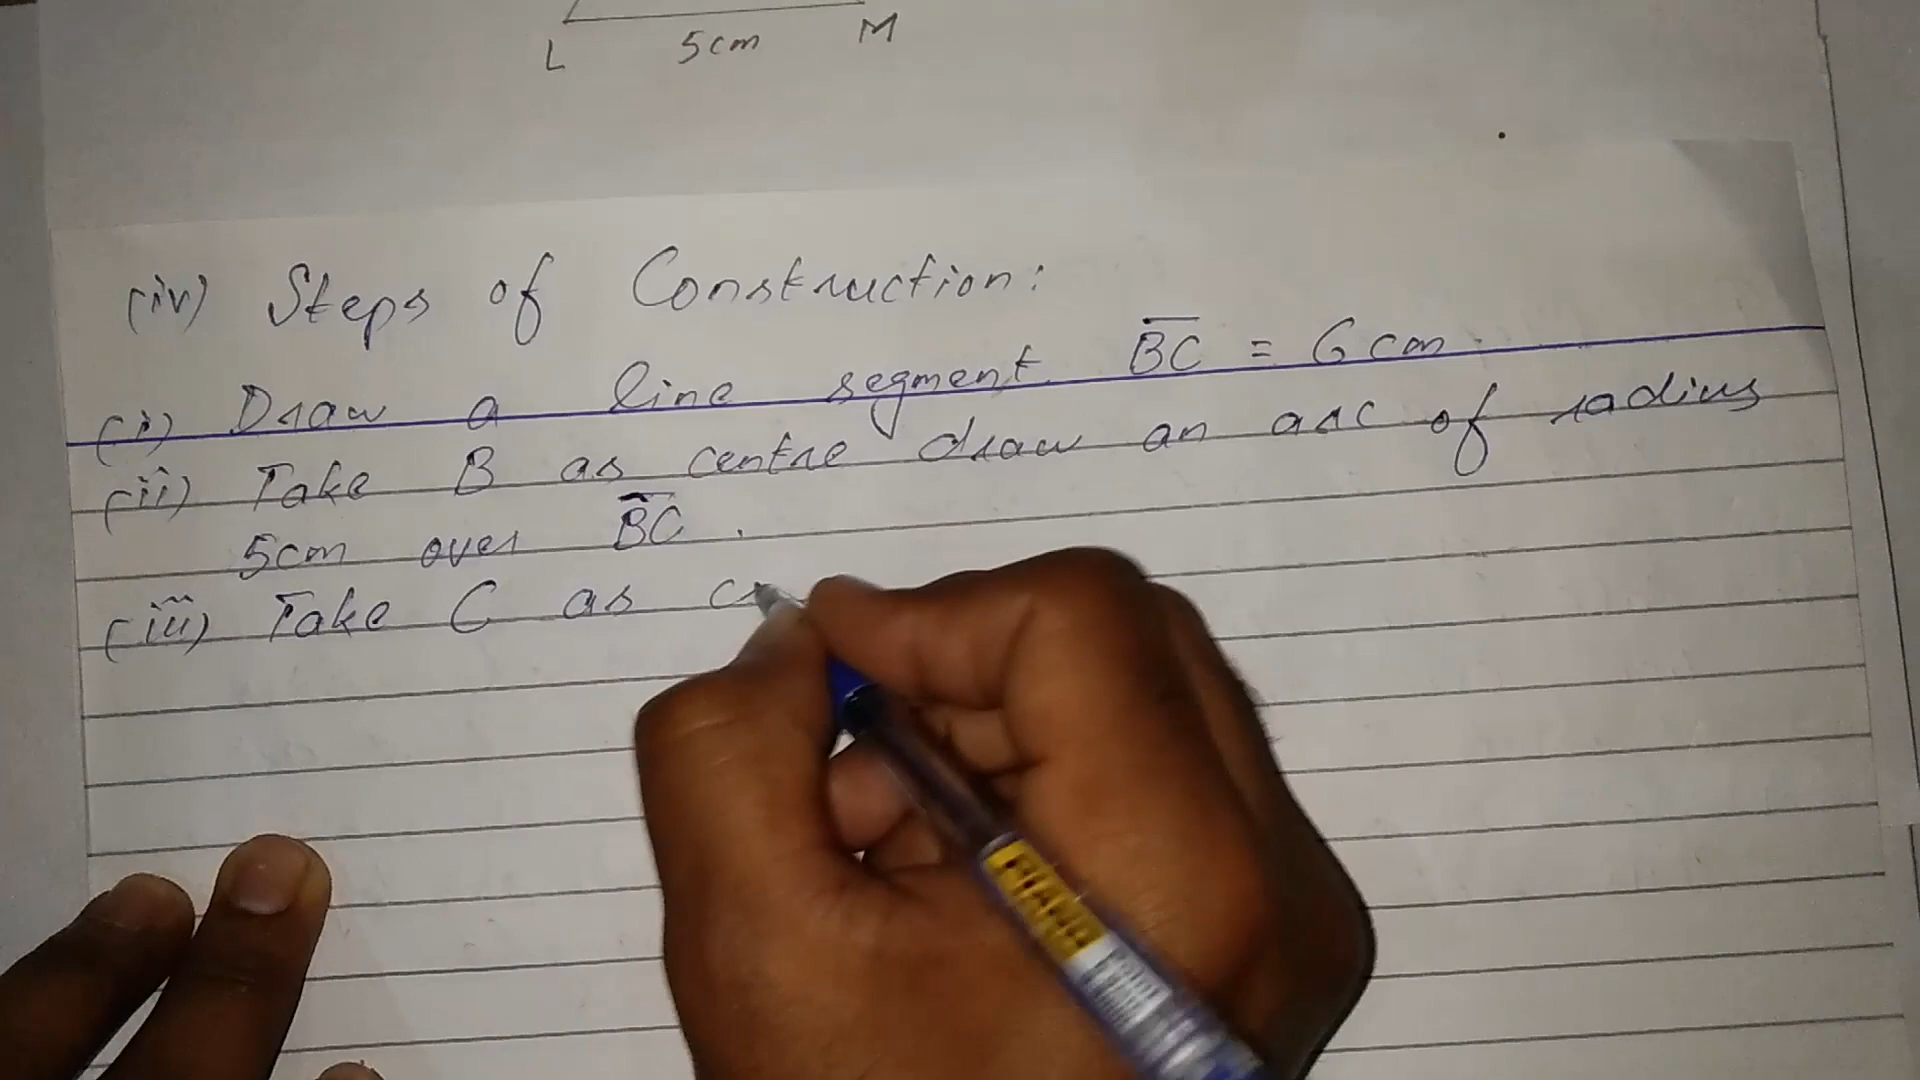 L 5cm M
(iv) Steps of Construction:
(i) Draw a line segment BC = 6cm.
(ii) Take B as centre draw an arc of radius
5cm over BC.
(iii) Take C as
PIANO